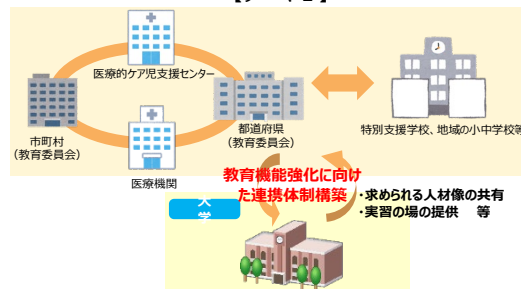 医療的ケア児支援センター
市町村
（教育委員会）
都道府県
（教育委員会）
特別支援学校、地域の小中学校等
医療機関
教育機能強化に向け
た連携体制構築
・求められる人材像の共有
・実習の場の提供　等
大
学